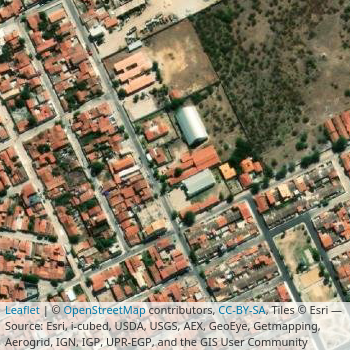 Leaflet | © OpenStreetMap contributors, CC-BY-SA, Tiles © Esri —
Source: Esri, i-cubed, USDA, USGS, AEX, GeoEye, Getmapping,
Aerogrid, IGN, IGP, UPR-EGP, and the GIS User Community